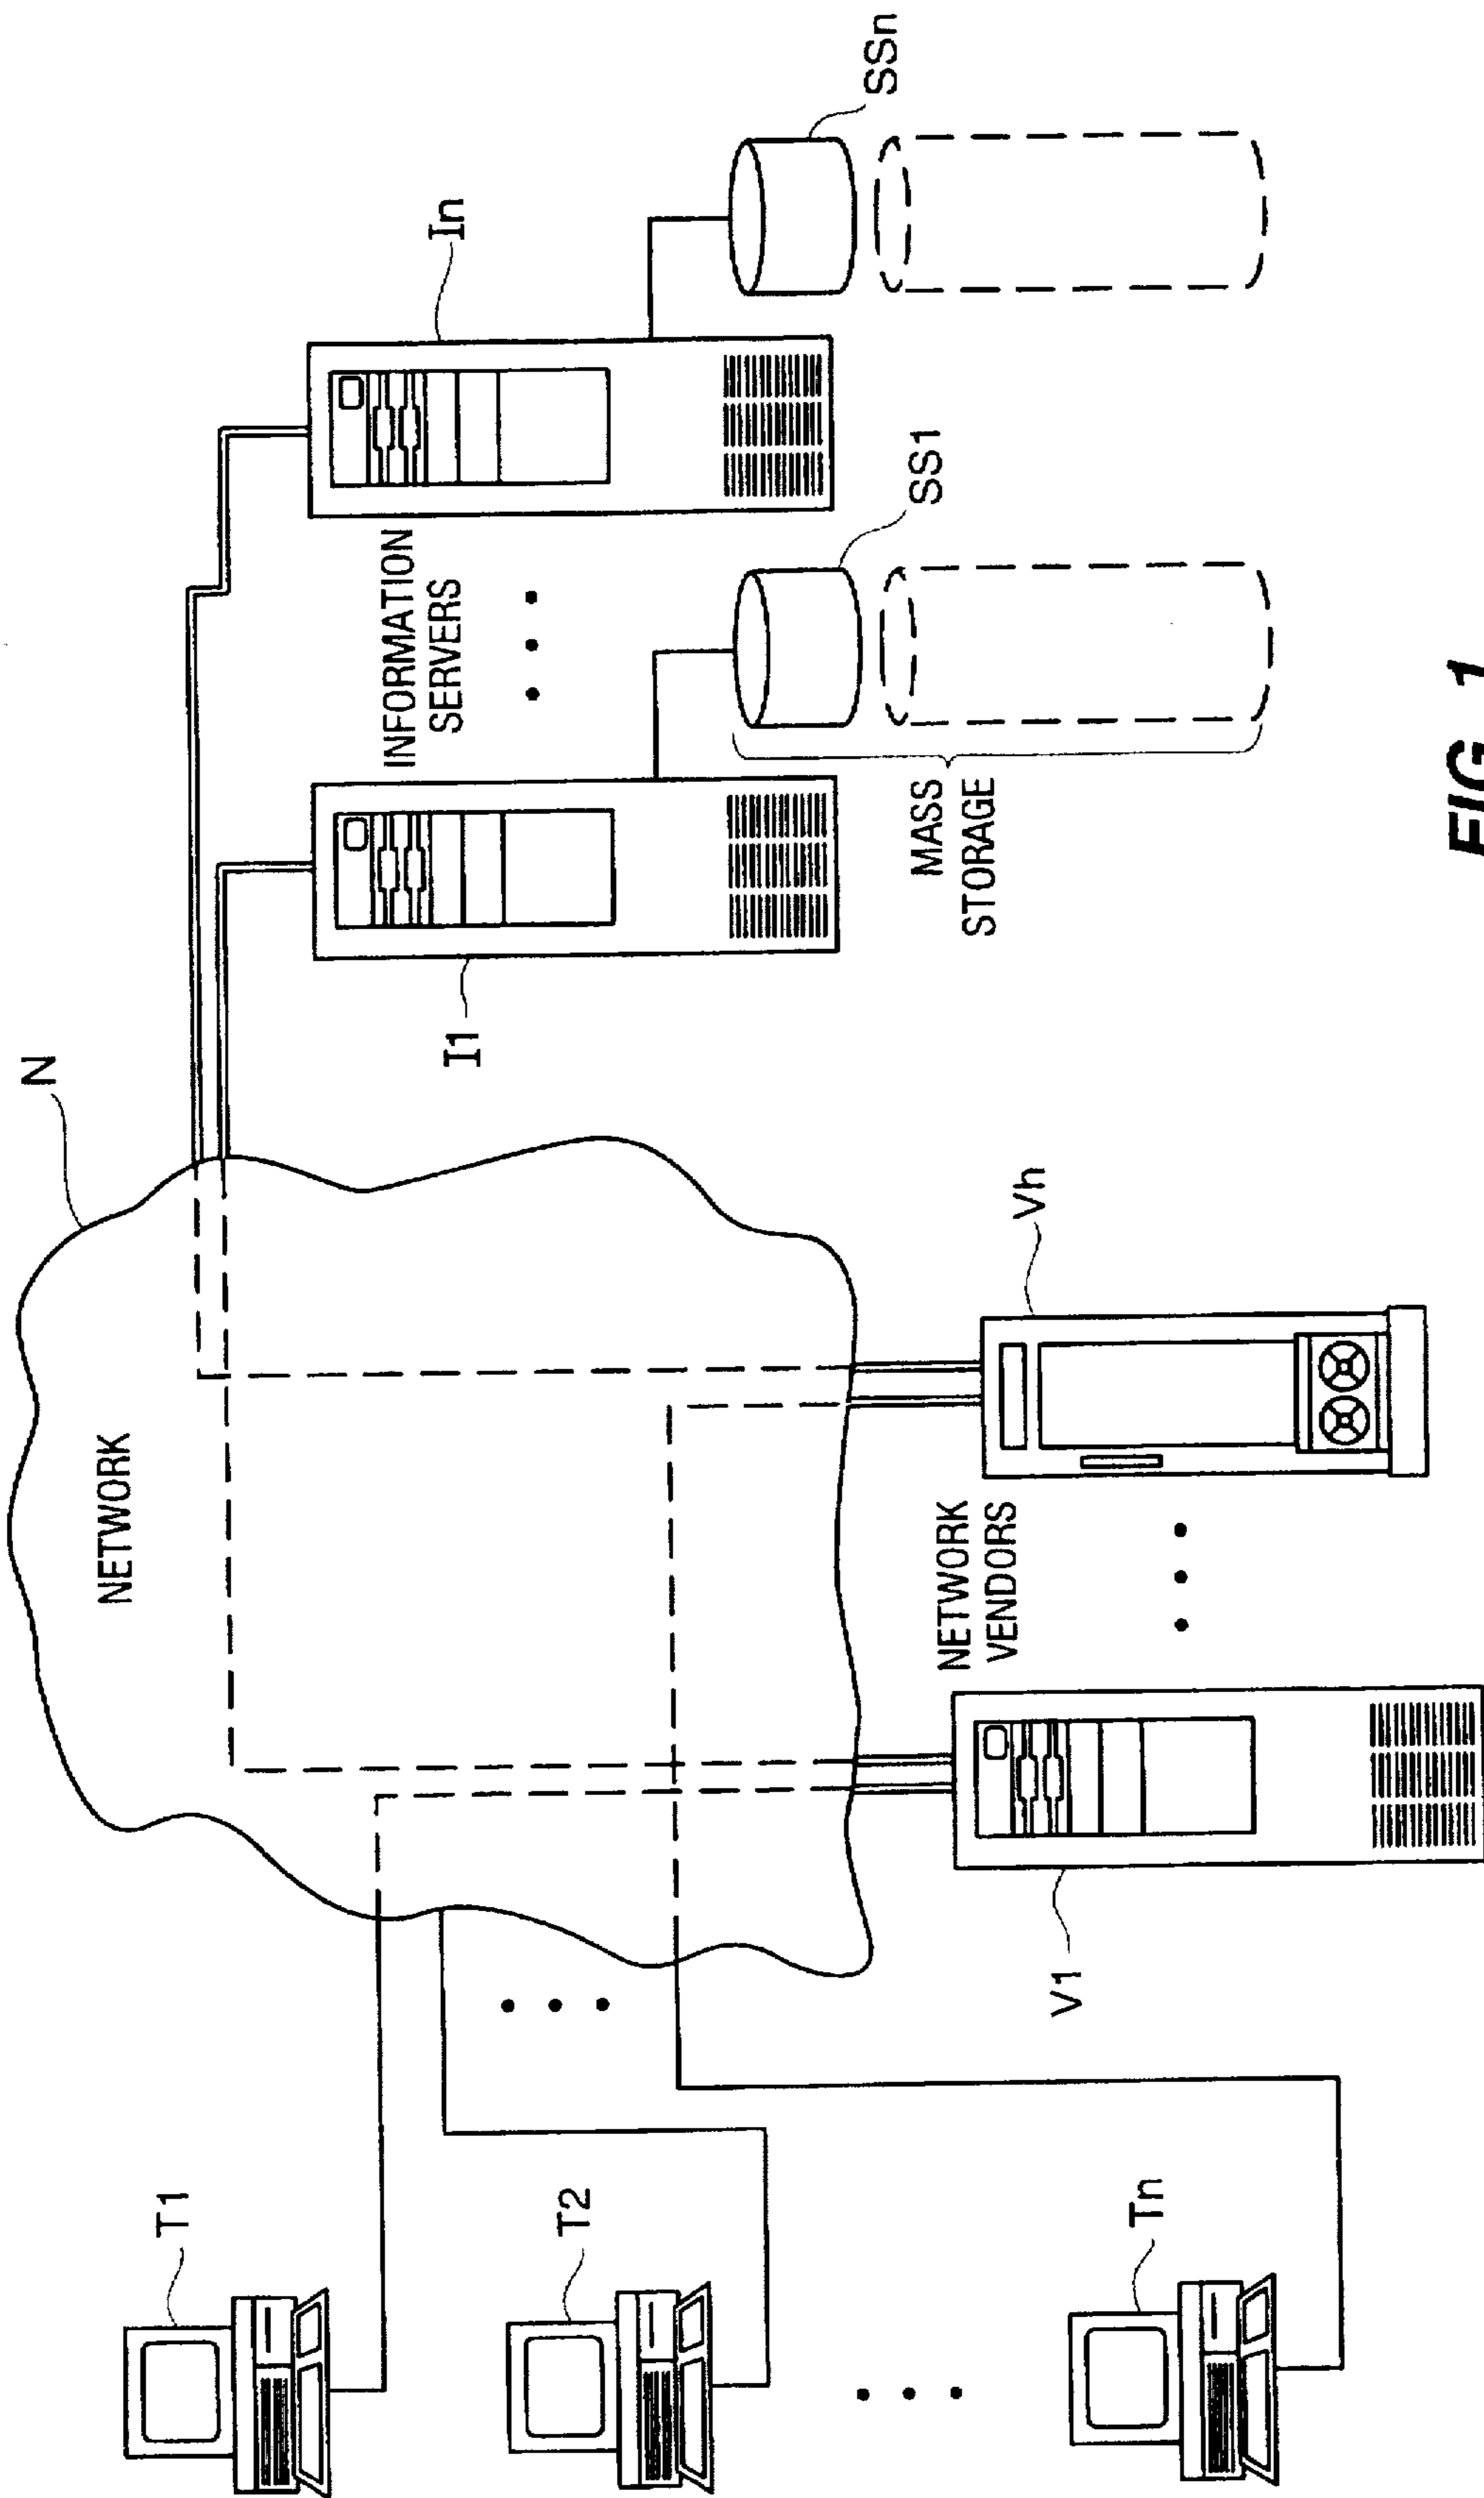 N
NETWORK
T1
T2
Tn
I1
INFORMATION
SERVERS
In
SS1
SSn
MASS
STORAGE
NETWORK
VENDORS
V1
Vh
FIG. 1